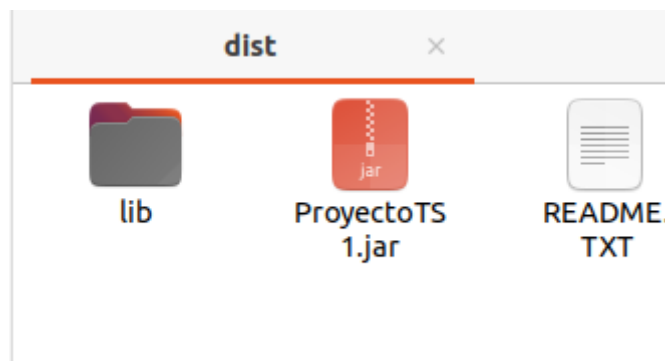 dist
jar
lib
ProyectoTS
1.jar
README.
TXT